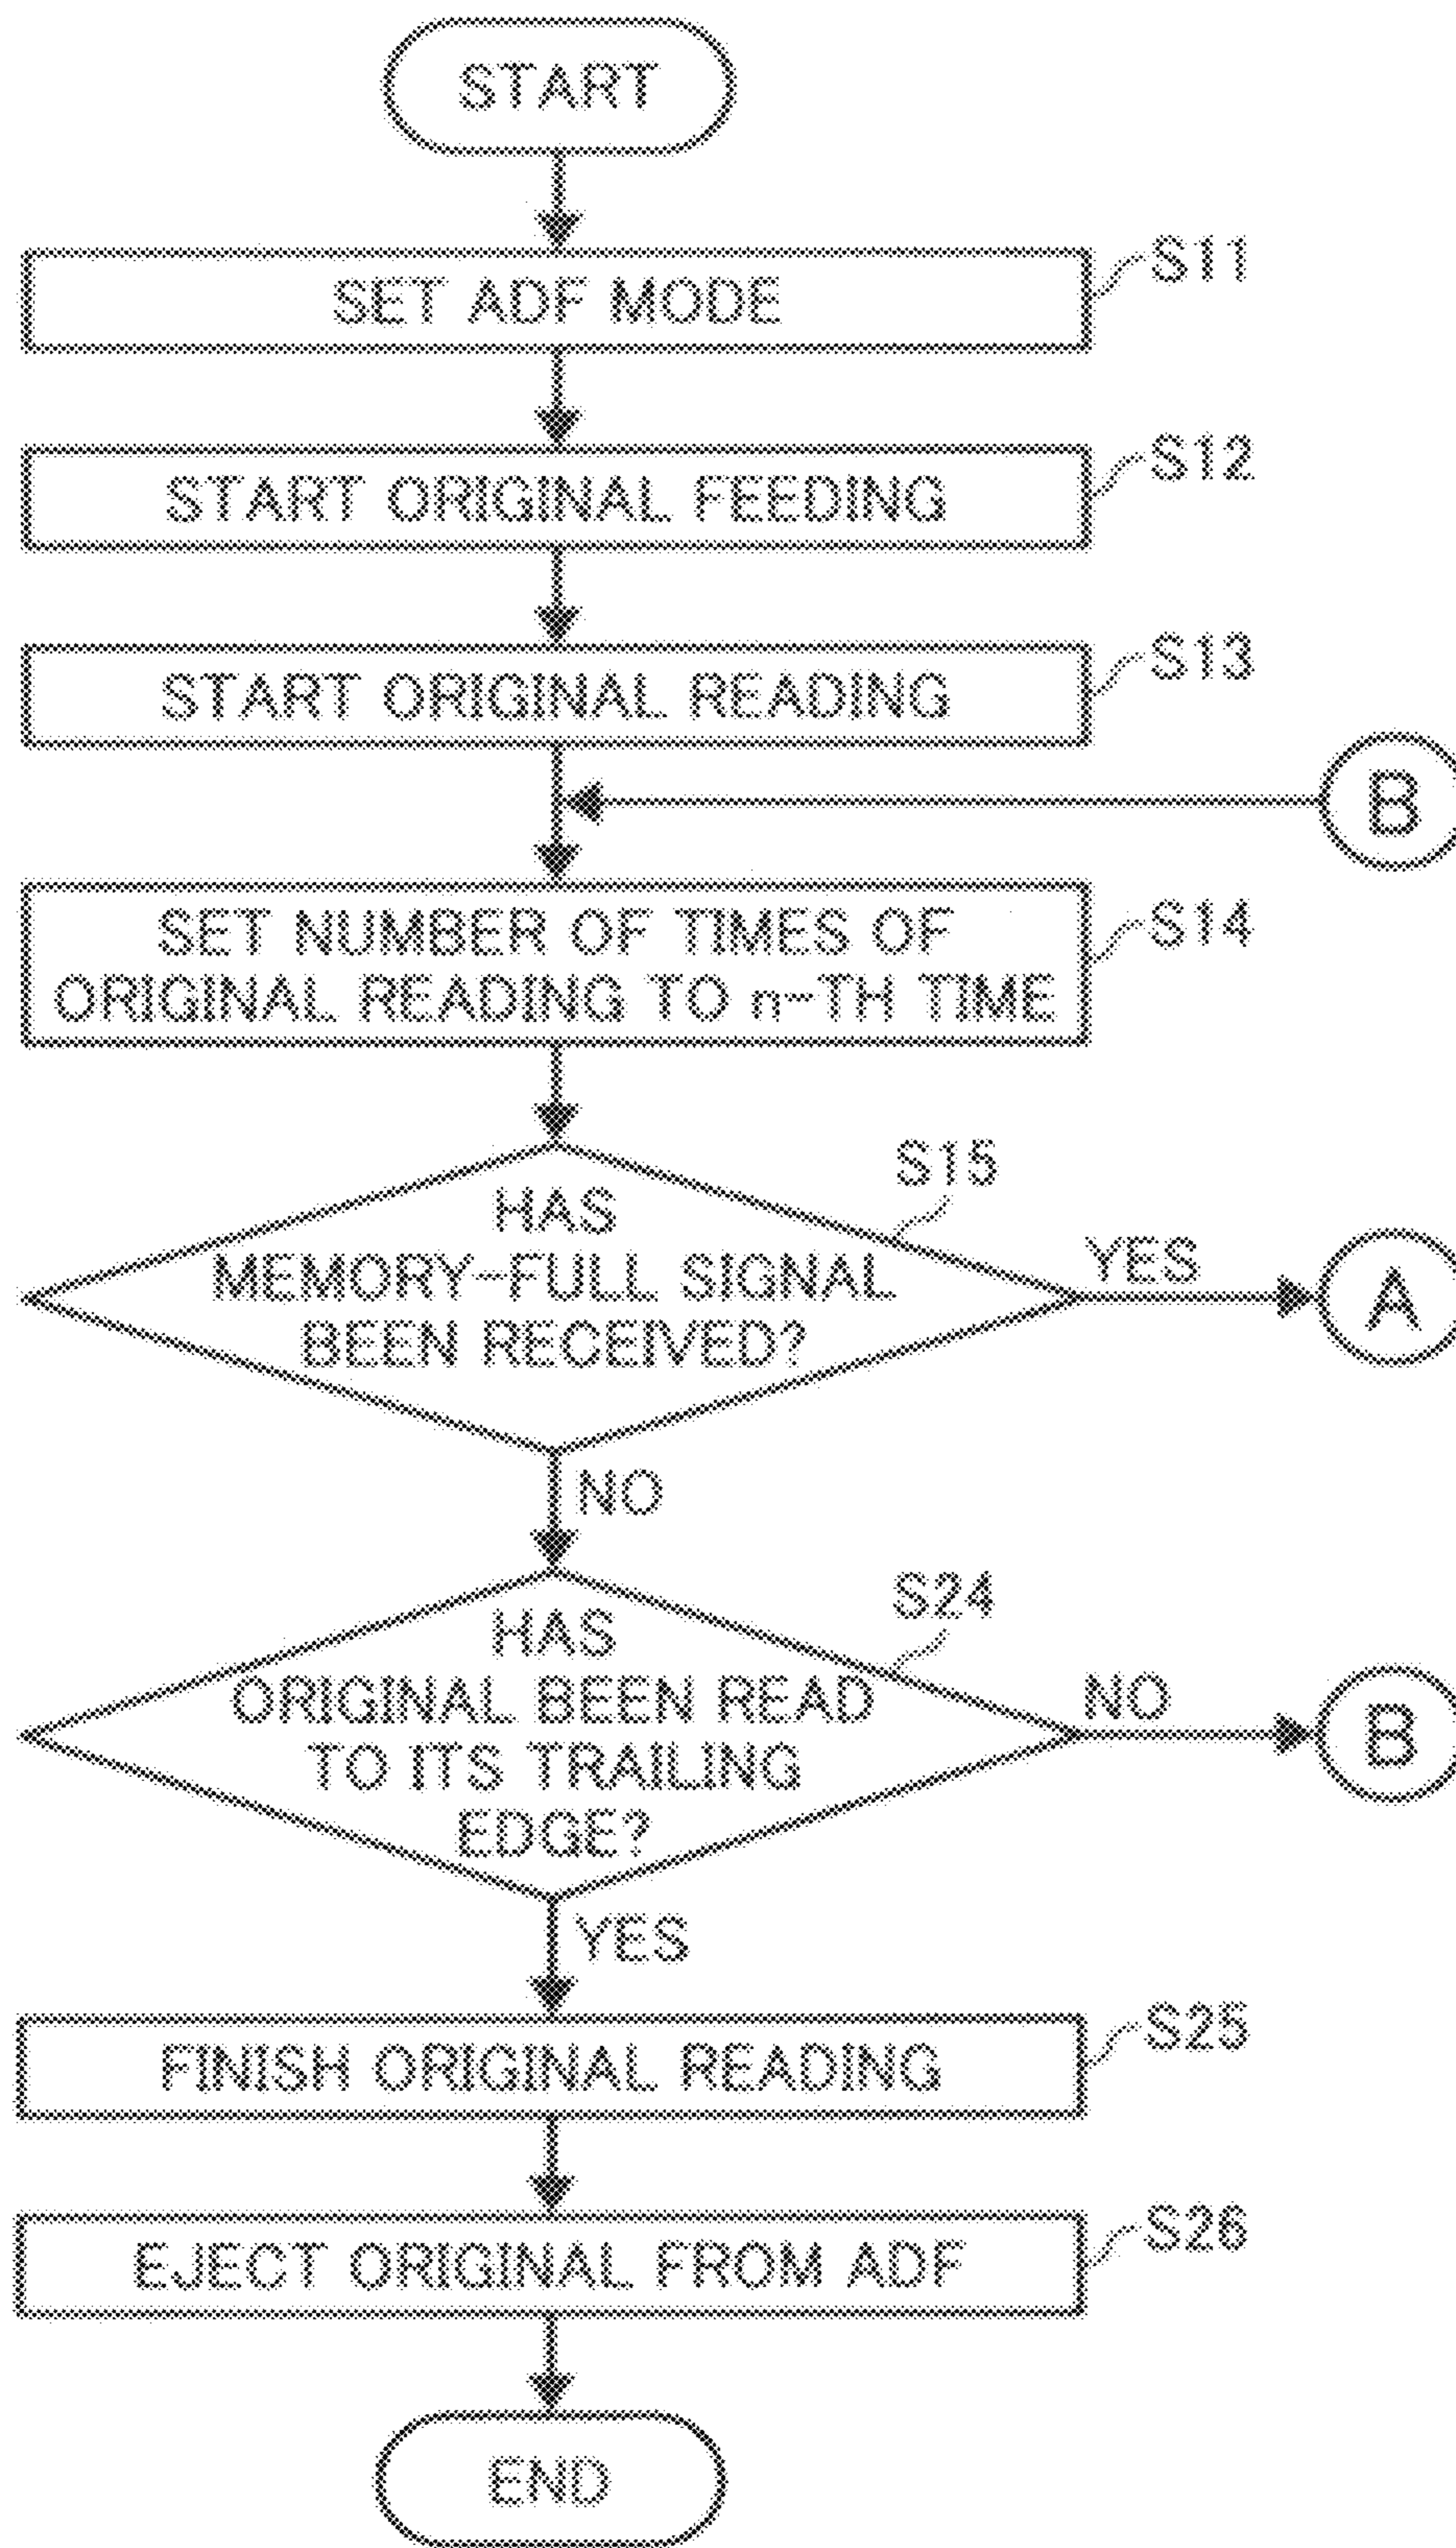 START
SET ADF MODE
S11
START ORIGINAL FEEDING
S12
START ORIGINAL READING
S13
B
SET NUMBER OF TIMES OF
ORIGINAL READING TO n-TH TIME
S14
HAS
MEMORY-FULL SIGNAL
BEEN RECEIVED?
S15
YES
A
NO
HAS
ORIGINAL BEEN READ
TO ITS TRAILING
EDGE?
S24
NO
B
YES
FINISH ORIGINAL READING
S25
EJECT ORIGINAL FROM ADF
S26
END